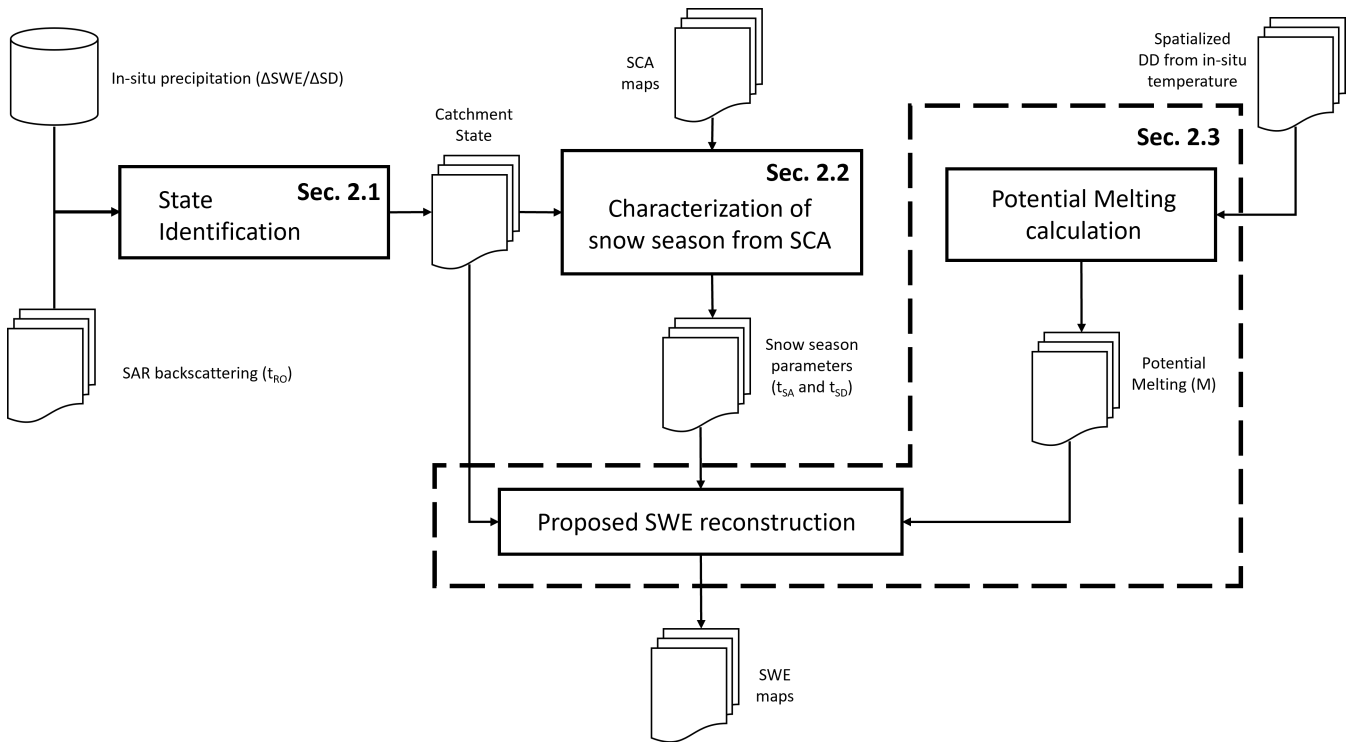 In-situ precipitation (ΔSWE/ΔSD)
SCA
maps
Spatialized
DD from in-situ
temperature
Catchment
State
Sec. 2.1
State
Identification
Sec. 2.2
Characterization of
snow season from SCA
Sec. 2.3
Potential Melting
calculation
SAR backscattering (tRO)
Snow season
parameters
(tSA and tSD)
Potential
Melting (M)
Proposed SWE reconstruction
SWE
maps